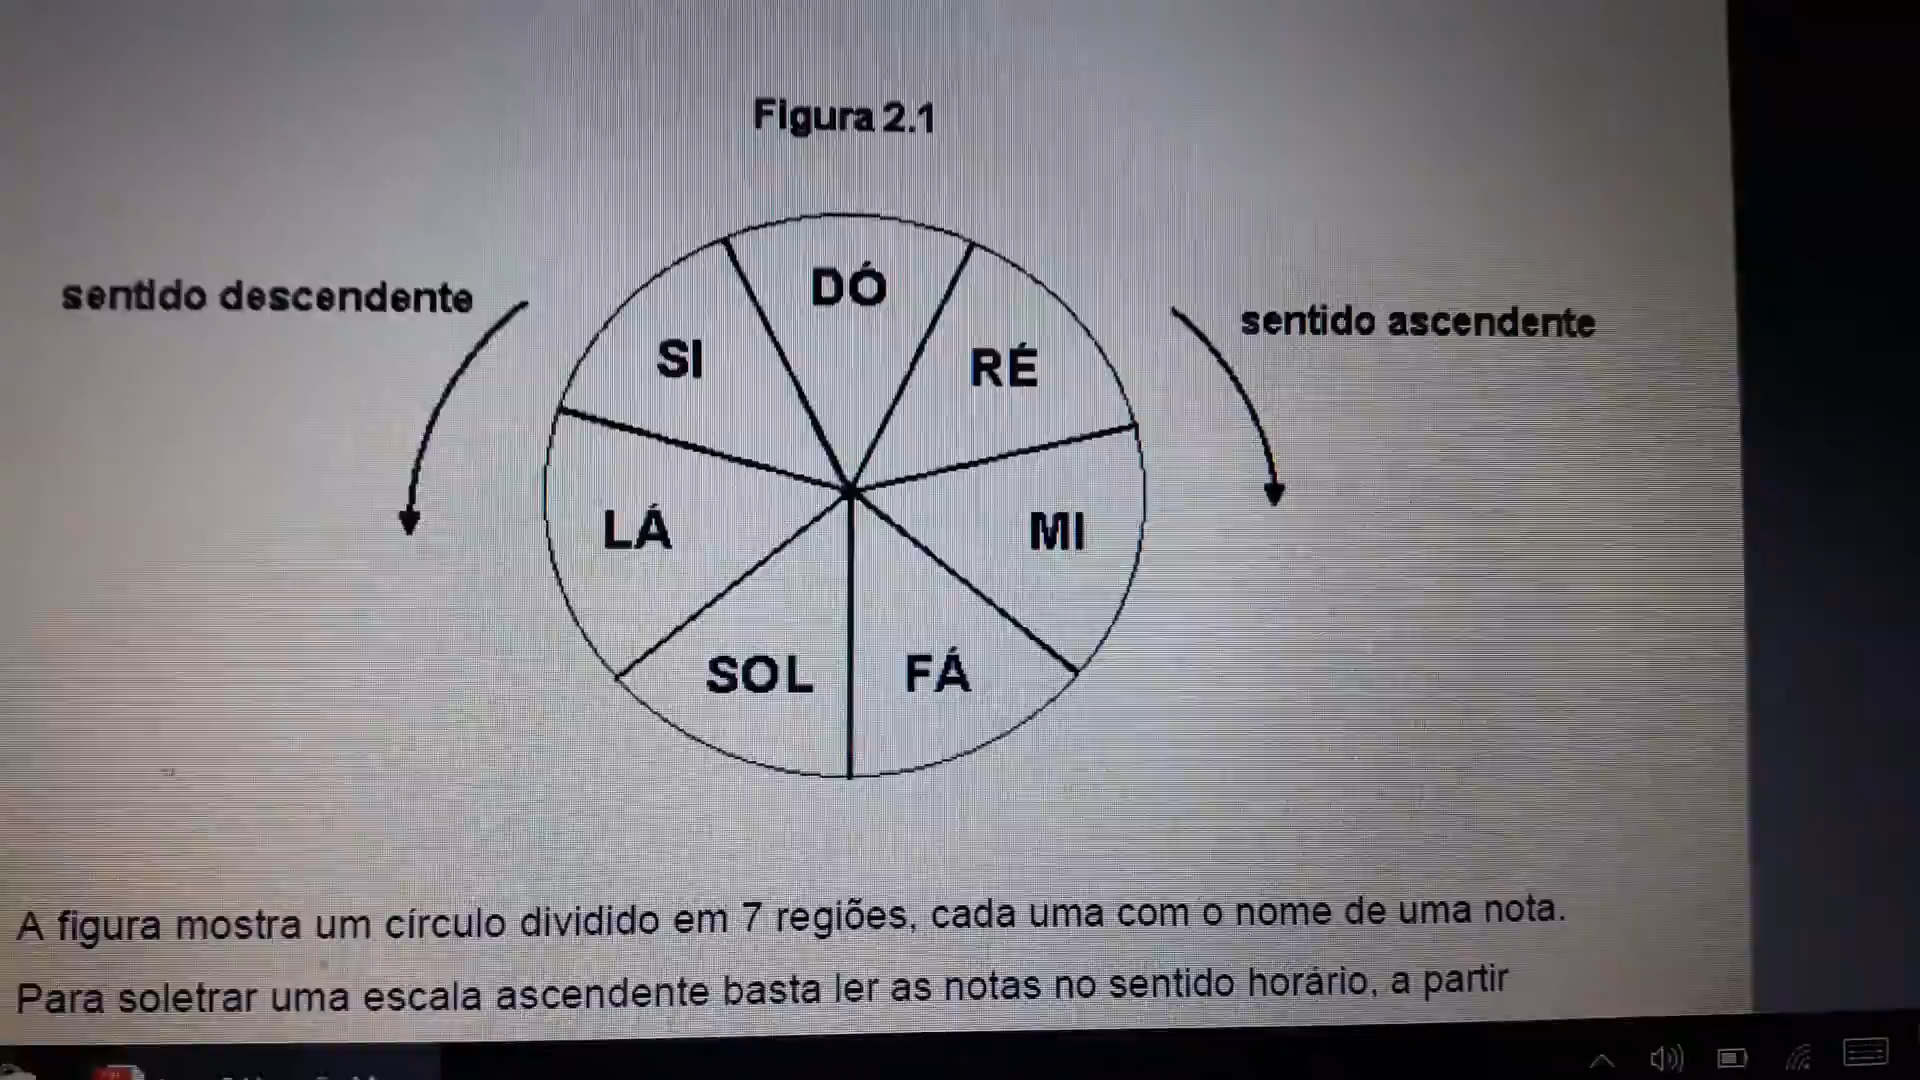 Figura 2.1
sentido descendente
sentido ascendente
DÓ
SI
RÉ
LÁ
MI
SOL
FÁ
A figura mostra um círculo dividido em 7 regiões, cada uma com o nome de uma nota.
Para soletrar uma escala ascendente basta ler as notas no sentido horário, a partir